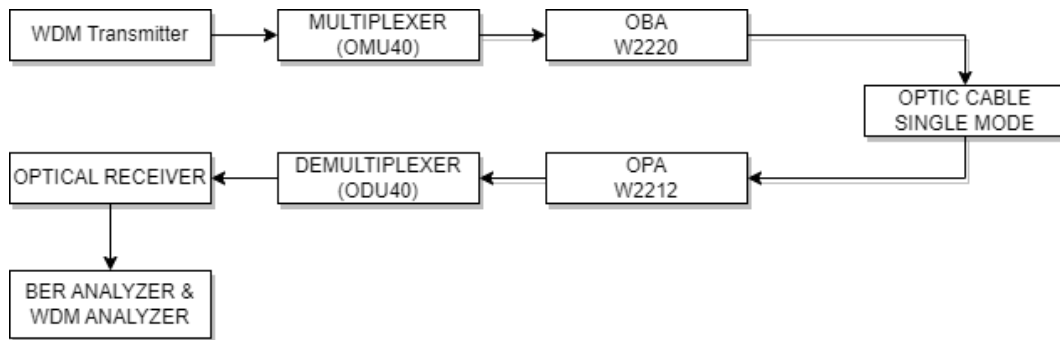 WDM Transmitter
MULTIPLEXER
(OMU40)
OBA
W2220
OPTIC CABLE
SINGLE MODE
OPA
W2212
DEMULTIPLEXER
(ODU40)
OPTICAL RECEIVER
BER ANALYZER &
WDM ANALYZER